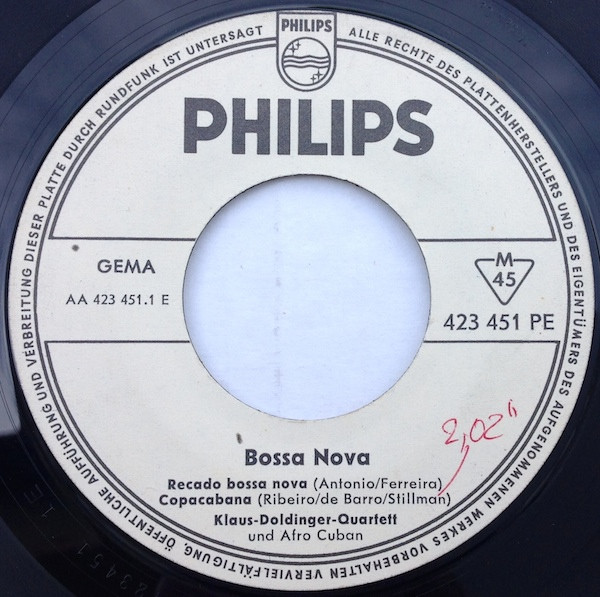 PHILIPS
ALLE RECHTE DES PLATTENHERSTELLERS UND DES EIGENTÜMERS DES AUFGENOMMENEN WERKES VORBEHALTEN VERVIELFÄLTIGUNG, ÖFFENTLICHE AUFFÜHRUNG UND VERBREITUNG DIESER PLATTE DURCH RUNDFUNK IST UNTERSAGT
PHILIPS
GEMA
AA 423 451.1 E
M
45
423 451 PE
2,02"
Bossa Nova
Recado bossa nova (Antonio/Ferreira)
Copacabana (Ribeiro/de Barro/Stillman)
Klaus-Doldinger-Quartett
und Afro Cuban